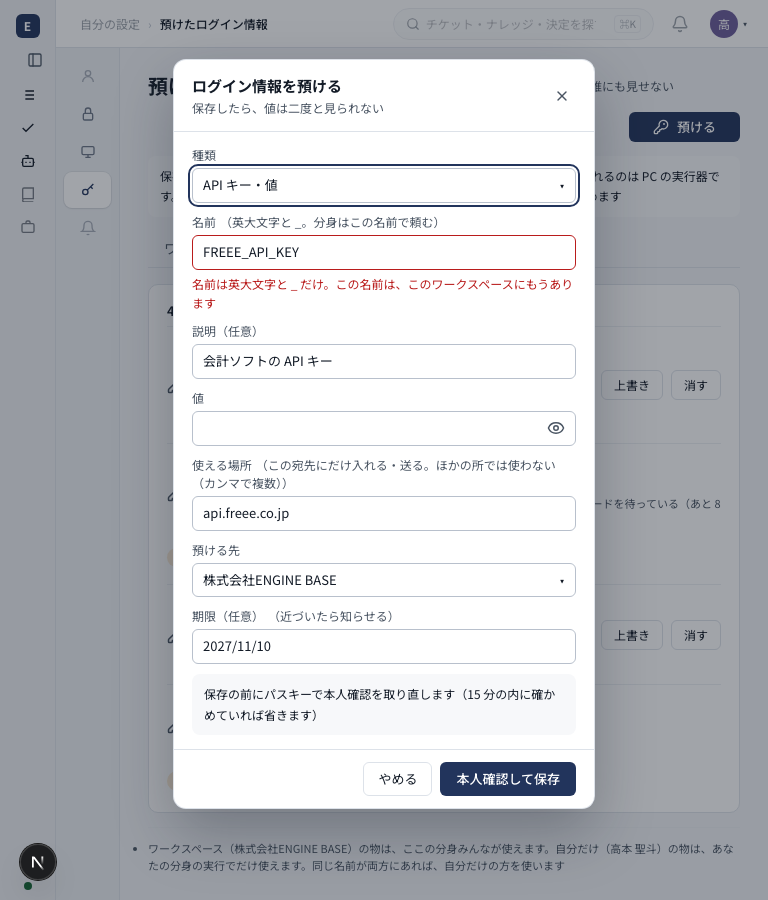 E
自分の設定 › 預けたログイン情報
チケット・ナレッジ・決定を探
⌘K
高
預け
誰にも見せない
預ける
ログイン情報を預ける
保存したら、値は二度と見られない
種類
API キー・値
名前 （英大文字と _。分身はこの名前で頼む）
FREEE_API_KEY
名前は英大文字と _ だけ。この名前は、このワークスペースにもうあり
ます
説明（任意）
会計ソフトの API キー
値
使える場所 （この宛先にだけ入れる・送る。ほかの所では使わない
（カンマで複数））
api.freee.co.jp
預ける先
株式会社ENGINE BASE
期限（任意） （近づいたら知らせる）
2027/11/10
保存の前にパスキーで本人確認を取り直します（15 分の内に確か
めていれば省きます）
やめる
本人確認して保存
れるのは PC の実行器で
ます
上書き
消す
ードを待っている（あと 8
上書き
消す
N
ワークスペース（株式会社ENGINE BASE）の物は、ここの分身みんなが使えます。自分だけ（高本 聖斗）の物は、あな
たの分身の実行でだけ使えます。同じ名前が両方にあれば、自分だけの方を使います